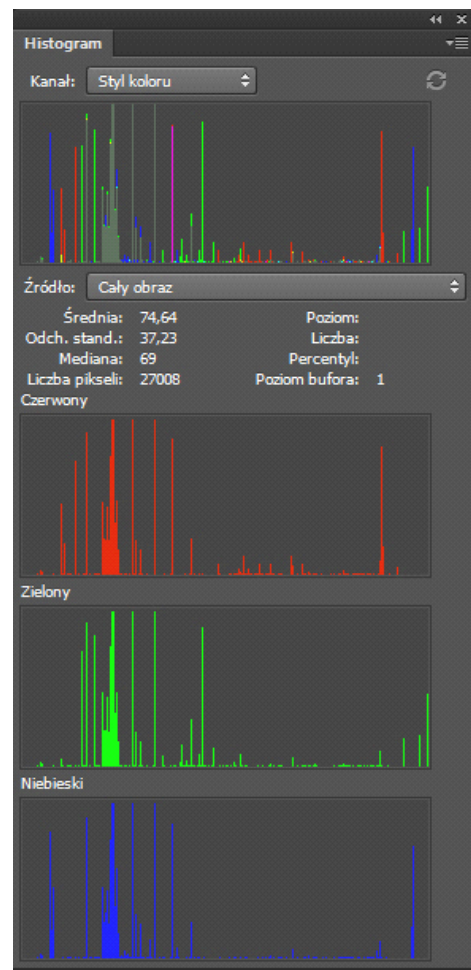 Histogram
Kanał: Styl koloru
Źródło: Cały obraz
Średnia: 74,64 Poziom:
Odch. stand.: 37,23 Liczba:
Mediana: 69 Percentyl:
Liczba pikseli: 27008 Poziom bufora: 1
Czerwony
Zielony
Niebieski